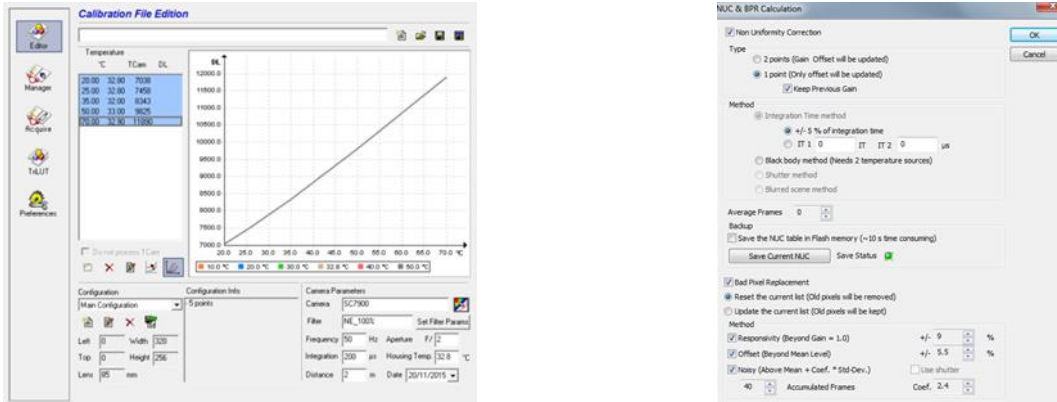 Calibration File Edition
Editor
Manager
Acquire
TxLUT
Preferences
Temperature
°C TCam DL
20.00 32.80 7038
25.00 32.80 7458
35.00 32.00 8343
50.00 33.00 9825
70.00 32.90 11890
Do not process TCam
DL
12000.0
11500.0
11000.0
10500.0
10000.0
9500.0
9000.0
8500.0
8000.0
7500.0
7000.0
20.0 25.0 30.0 35.0 40.0 45.0 50.0 55.0 60.0 65.0 70.0 °C
10.0 °C 20.0 °C 30.0 °C 32.8 °C 40.0 °C 50.0 °C
Configuration
Main Configuration
Left 0 Width 320
Top 0 Height 256
Lens 85 mm
Configuration Info
5 points
Camera Parameters
Camera SC7900
Filter NE_100% Set Filter Params
Frequency 50 Hz Aperture F/ 2
Integration 200 µs Housing Temp. 32.8 °C
Distance 2 m Date 20/11/2015
NUC & BPR Calculation
Non Uniformity Correction
OK
Cancel
Type
2 points (Gain Offset will be updated)
1 point (Only offset will be updated)
Keep Previous Gain
Method
Integration Time method
+/- 5 % of integration time
IT 1 0 IT IT 2 0 µs
Black body method (Needs 2 temperature sources)
Shutter method
Blurred scene method
Average Frames 0
Backup
Save the NUC table in Flash memory (~10 s time consuming)
Save Current NUC Save Status
Bad Pixel Replacement
Reset the current list (Old pixels will be removed)
Update the current list (Old pixels will be kept)
Method
Responsivity (Beyond Gain = 1.0) +/- 9 %
Offset (Beyond Mean Level) +/- 5.5 %
Noisy (Above Mean + Coef. * Std-Dev.) Use shutter
40 Accumulated Frames Coef. 2.4